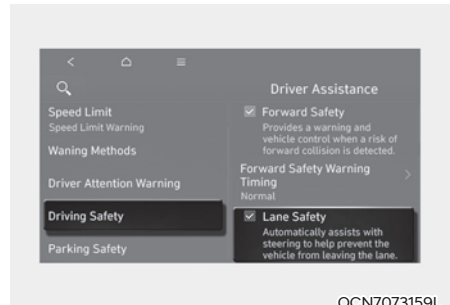 Driver Assistance
Speed Limit
Speed Limit Warning
Waning Methods
Driver Attention Warning
Driving Safety
Parking Safety
Forward Safety
Provides a warning and
vehicle control when a risk of
forward collision is detected.
Forward Safety Warning
Timing
Normal
Lane Safety
Automatically assists with
steering to help prevent the
vehicle from leaving the lane.
OCN7073159L